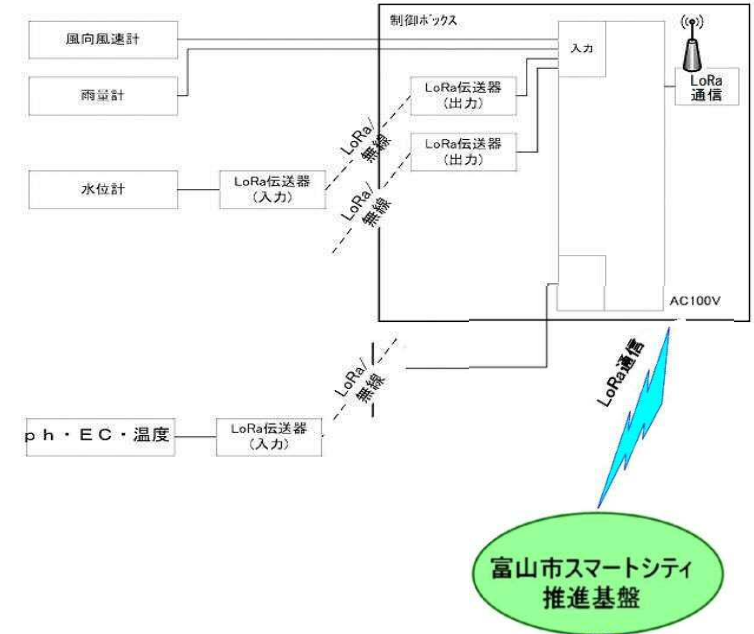 制御ボックス
風向風速計
入力
LoRa
通信
雨量計
LoRa伝送器
(出力)
LoRa/
無線
LoRa伝送器
(出力)
水位計
LoRa伝送器
(入力)
LoRa/
無線
AC100V
LoRa通信
LoRa/
無線
ph・EC・温度
LoRa伝送器
(入力)
富山市スマートシティ
推進基盤